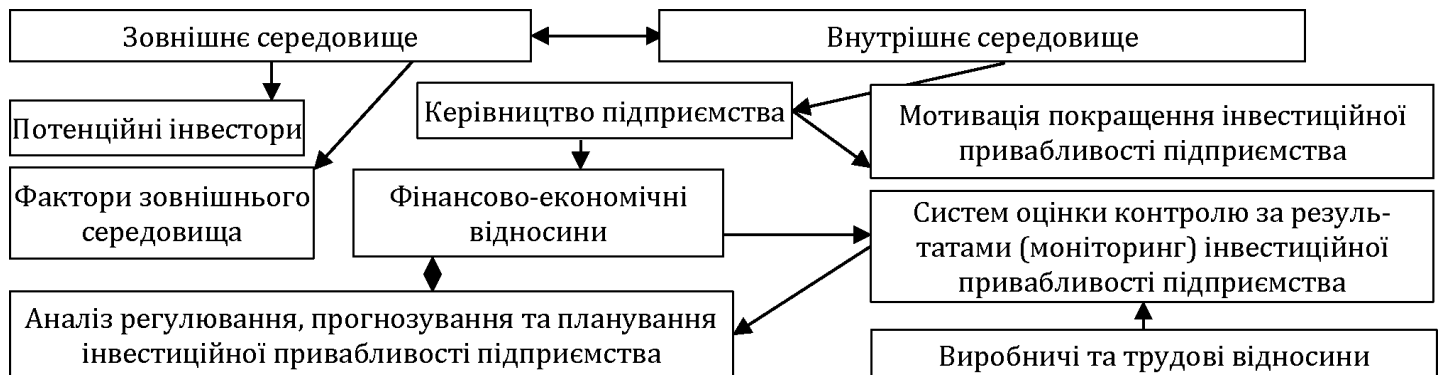 Зовнішнє середовище
Внутрішнє середовище
Потенційні інвестори
Керівництво підприємства
Мотивація покращення інвестиційної
привабливості підприємства
Фактори зовнішнього
середовища
Фінансово-економічні
відносини
Систем оцінки контролю за резуль-
татами (моніторинг) інвестиційної
привабливості підприємства
Аналіз регулювання, прогнозування та планування
інвестиційної привабливості підприємства
Виробничі та трудові відносини